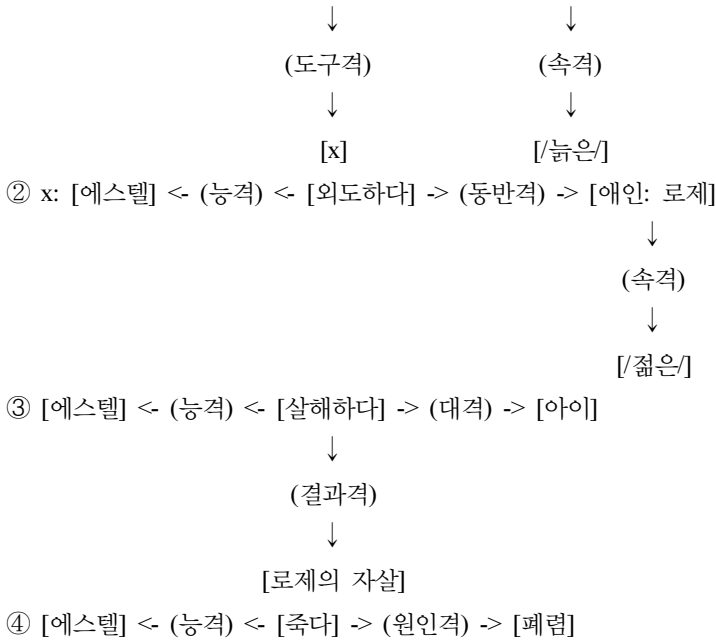 ↓ ↓
(도구격) (속격)
↓ ↓
[x] [/늙은/]
② x: [에스텔] <- (능격) <- [외도하다] -> (동반격) -> [애인: 로제]
↓
(속격)
↓
[/젊은/]
③ [에스텔] <- (능격) <- [살해하다] -> (대격) -> [아이]
↓
(결과격)
↓
[로제의 자살]
④ [에스텔] <- (능격) <- [죽다] -> (원인격) -> [폐렴]